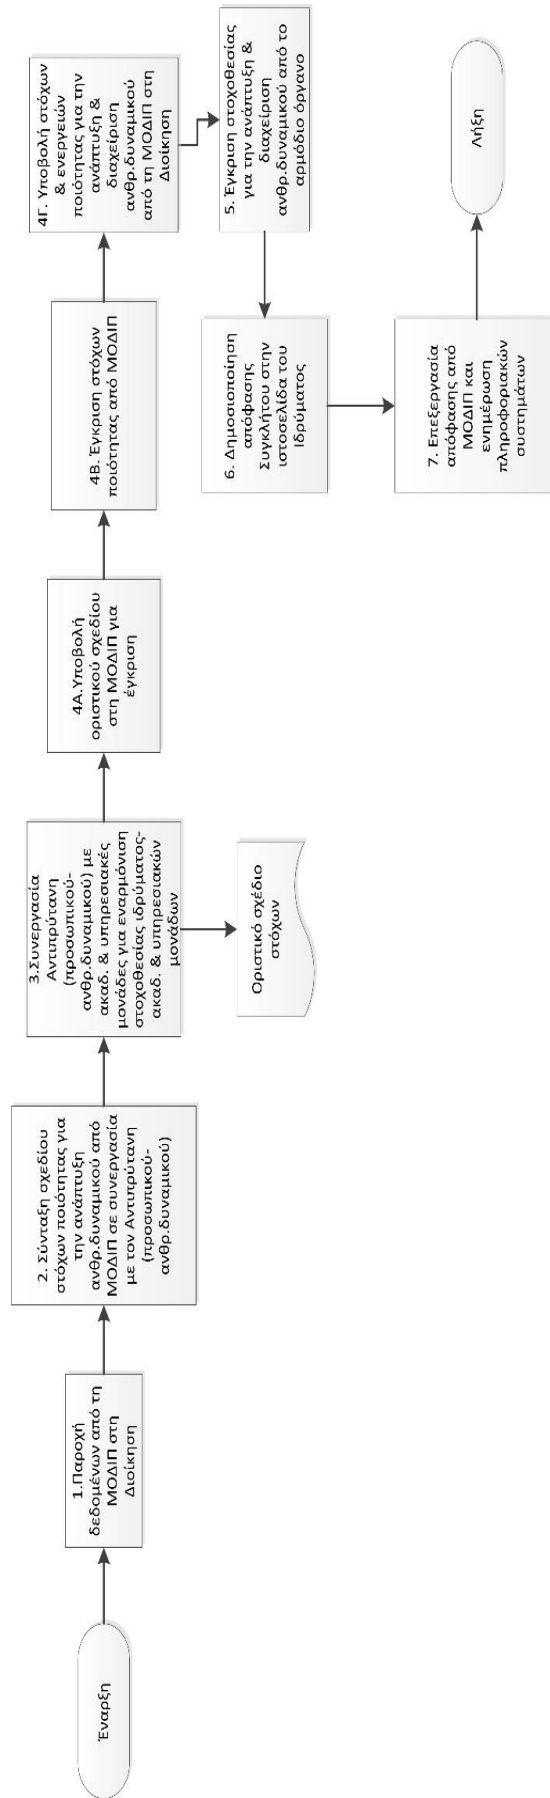 Έναρξη
1.Παροχή
δεδομένων από τη
ΜΟΔΙΠ στη
Διοίκηση
2. Σύνταξη σχεδίου
στόχων ποιότητας για
την ανάπτυξη
ανθρ.δυναμικού από
ΜΟΔΙΠ σε συνεργασία
με τον Αντιπρύτανη
(προσωπικού-
ανθρ.δυναμικού)
3.Συνεργασία
Αντιπρύτανη
(προσωπικού-
ανθρ.δυναμικού) με
ακαδ. & υπηρεσιακές
μονάδες για εναρμόνιση
στοχοθεσίας ιδρύματος-
ακαδ. & υπηρεσιακών
μονάδων
Οριστικό σχέδιο
στόχων
4Α.Υποβολή
οριστικού σχεδίου
στη ΜΟΔΙΠ για
έγκριση
4Β. Έγκριση στόχων
ποιότητας από ΜΟΔΙΠ
4Γ. Υποβολή στόχων
& ενεργειών
ποιότητας για την
ανάπτυξη &
διαχείριση
ανθρ.δυναμικού
από τη ΜΟΔΙΠ στη
Διοίκηση
5. Έγκριση στοχοθεσίας
για την ανάπτυξη &
διαχείριση
ανθρ.δυναμικού από το
αρμόδιο όργανο
6. Δημοσιοποίηση
απόφασης
Συγκλήτου στην
ιστοσελίδα του
Ιδρύματος
7. Επεξεργασία
απόφασης από
ΜΟΔΙΠ και
ενημέρωση
πληροφοριακών
συστημάτων
Λήξη